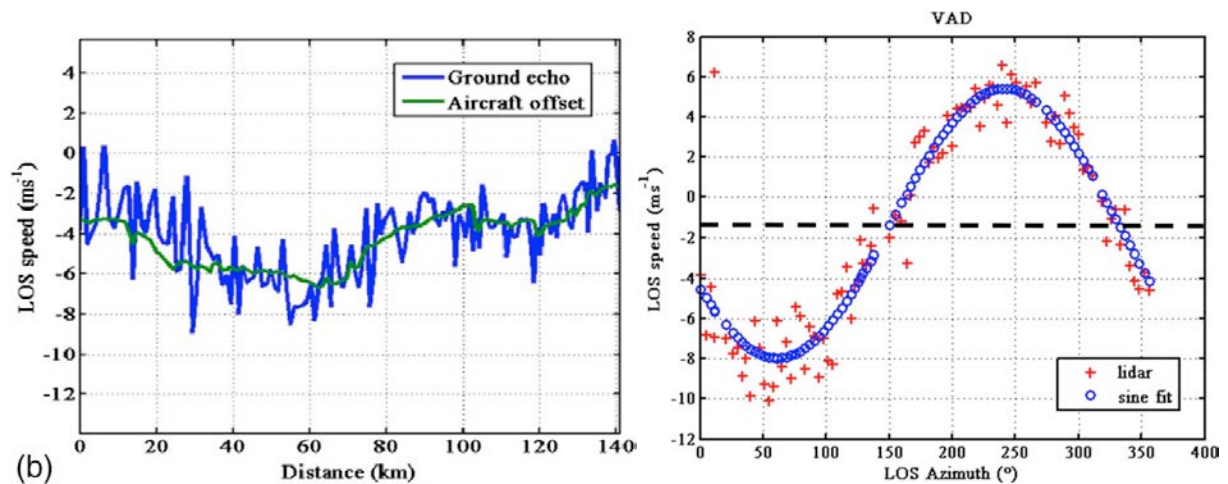 4
2
0
-2
-4
-6
-8
-10
-12
LOS speed (ms-1)
Ground echo
Aircraft offset
0 20 40 60 80 100 120 140
Distance (km)
(b)
VAD
8
6
4
2
0
-2
-4
-6
-8
-10
-12
LOS speed (ms-1)
lidar
sine fit
0 50 100 150 200 250 300 350 400
LOS Azimuth (°)